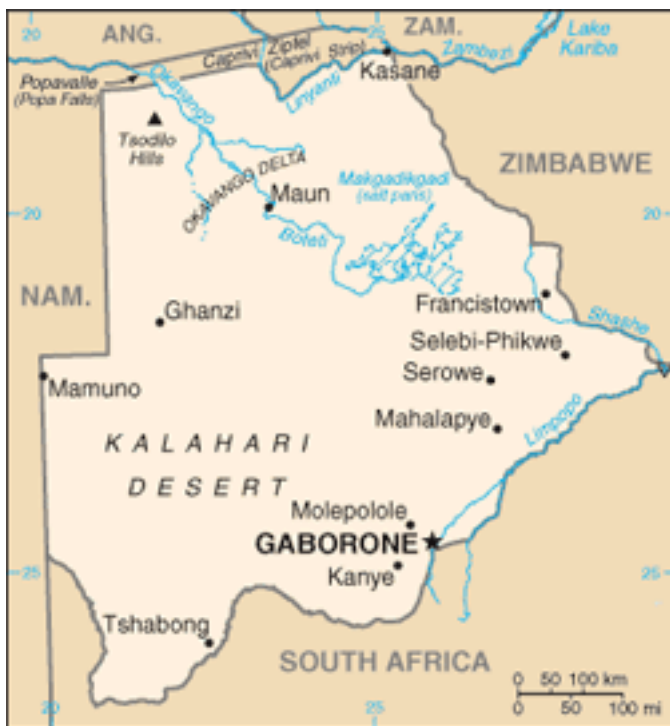 20
ANG.
25
ZAM.
Lake
Kariba
Caprivi Zipfel
(Caprivi Strip)
Zambezi
Kasane
Popavalle
(Popa Falls)
Okavango
Linyanti
Tsodilo
Hills
ZIMBABWE
OKAVANGO DELTA
Makgadikgadi
(salt pans)
Maun
20
20
Boteti
NAM.
Ghanzi
Francistown
Shashe
Selebi-Phikwe
Serowe
Mamuno
Mahalapye
Limpopo
KALAHARI
DESERT
Molepolole
GABORONE
25
Kanye
25
Tshabong
SOUTH AFRICA
0 50 100 km
0 50 100 mi
20
25